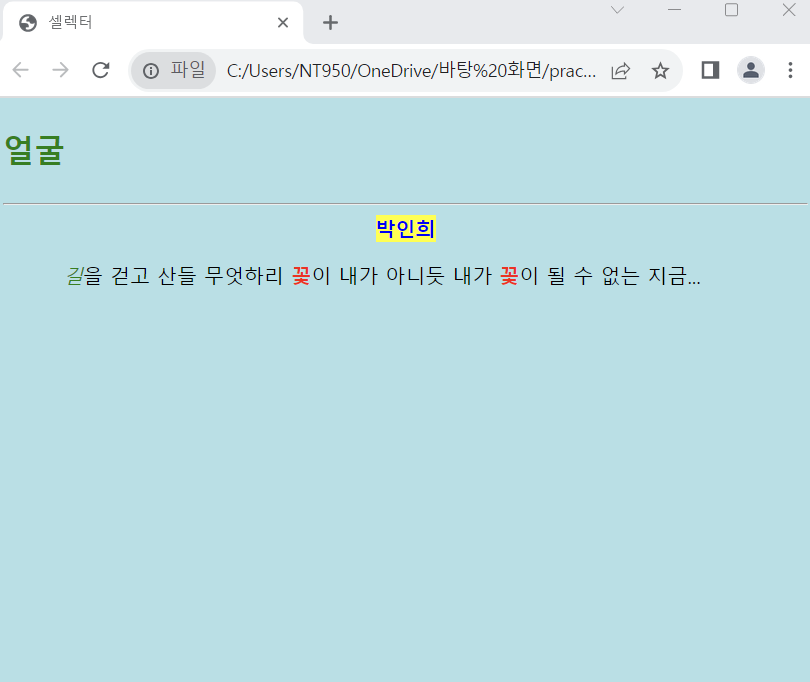 셀렉터
파일 C:/Users/NT950/OneDrive/바탕%20화면/prac...
얼굴
박인희
길을 걷고 산들 무엇하리 꽃이 내가 아니듯 내가 꽃이 될 수 없는 지금...